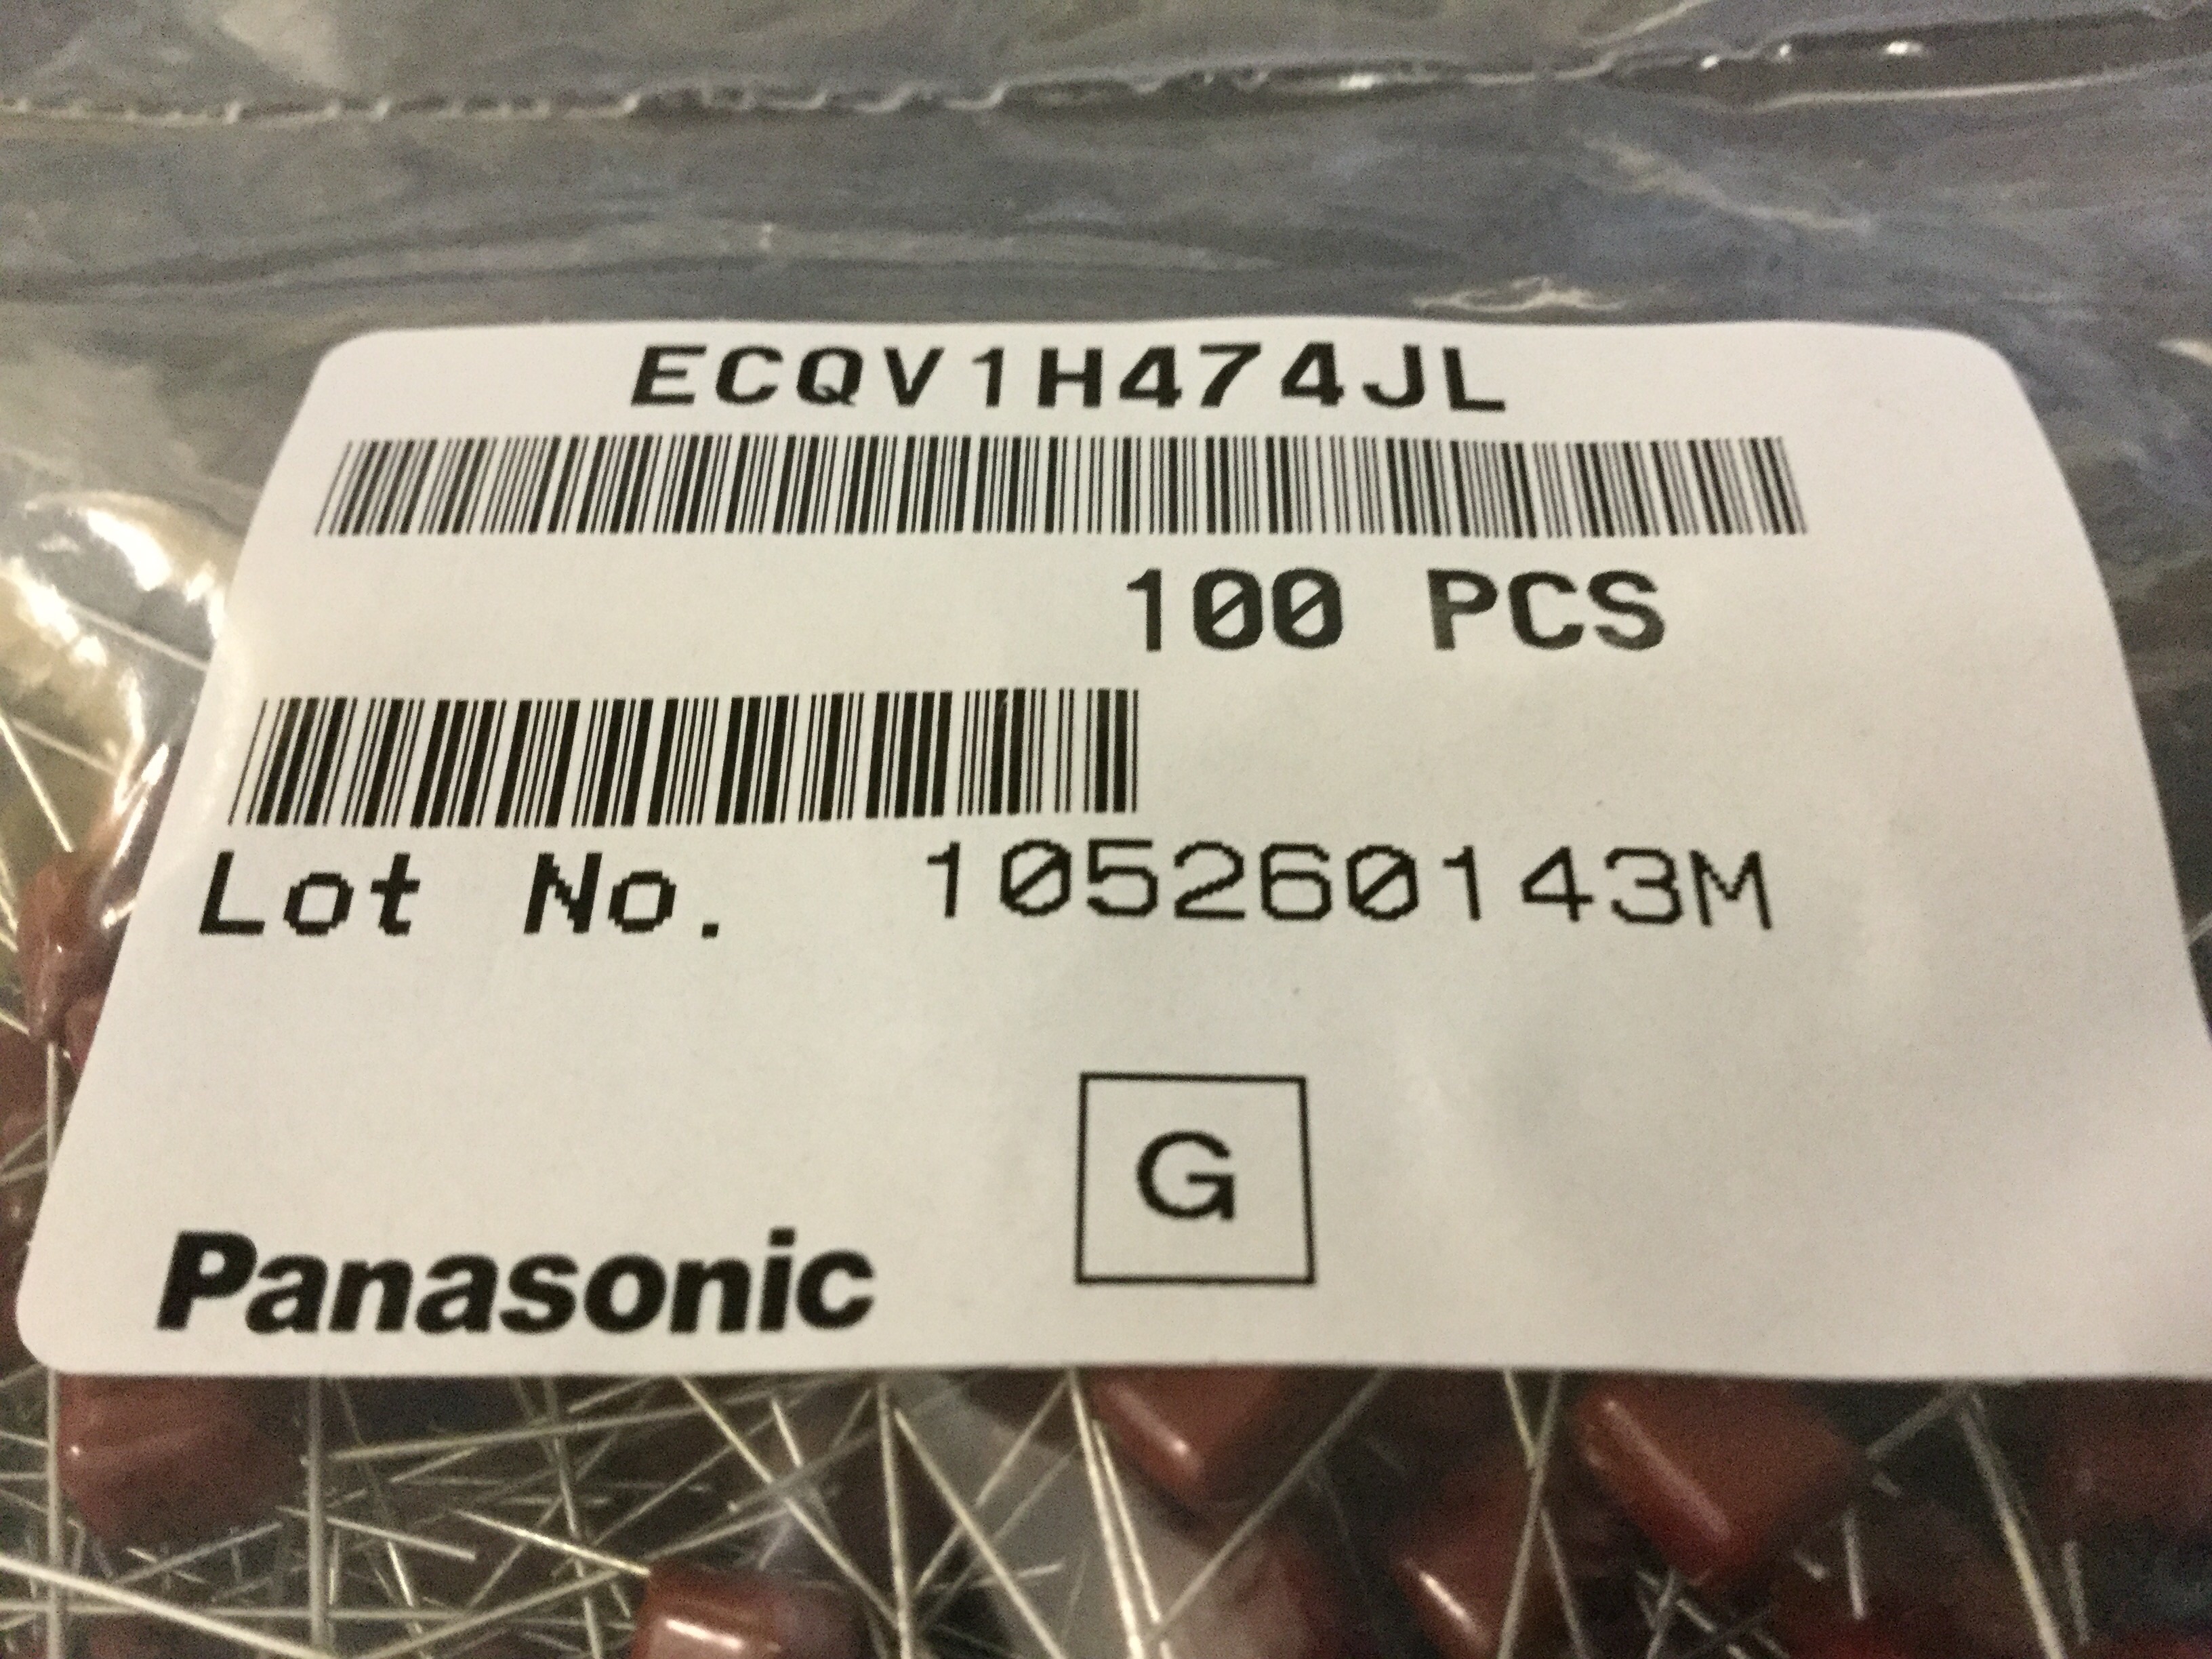 ECQV1H474JL
100 PCS
Lot No. 105260143M
G
Panasonic